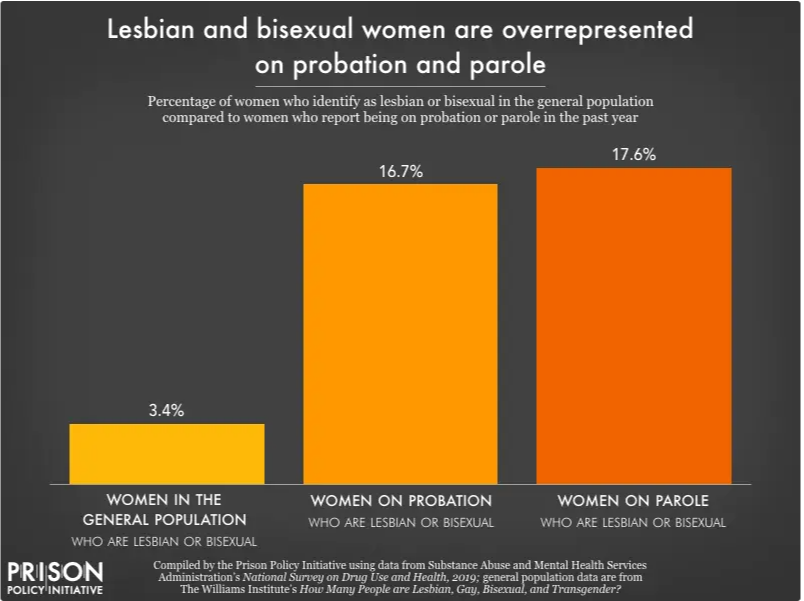 Lesbian and bisexual women are overrepresented
on probation and parole
Percentage of women who identify as lesbian or bisexual in the general population
compared to women who report being on probation or parole in the past year
3.4%
16.7%
17.6%
WOMEN IN THE
GENERAL POPULATION
WHO ARE LESBIAN OR BISEXUAL
WOMEN ON PROBATION
WHO ARE LESBIAN OR BISEXUAL
WOMEN ON PAROLE
WHO ARE LESBIAN OR BISEXUAL
PRISON
POLICY INITIATIVE
Compiled by the Prison Policy Initiative using data from Substance Abuse and Mental Health Services
Administration's National Survey on Drug Use and Health, 2019; general population data are from
The Williams Institute's How Many People are Lesbian, Gay, Bisexual, and Transgender?